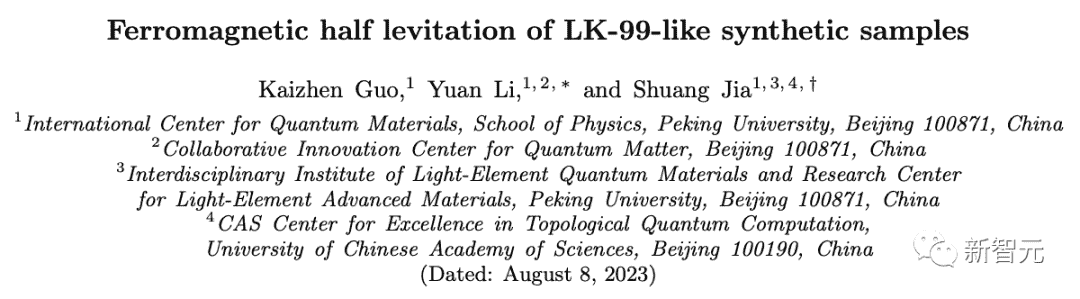 Ferromagnetic half levitation of LK-99-like synthetic samples
Kaizhen Guo,1 Yuan Li,1, 2, * and Shuang Jia1, 3, 4, †
1International Center for Quantum Materials, School of Physics, Peking University, Beijing 100871, China
2Collaborative Innovation Center for Quantum Matter, Beijing 100871, China
3Interdisciplinary Institute of Light-Element Quantum Materials and Research Center
for Light-Element Advanced Materials, Peking University, Beijing 100871, China
4CAS Center for Excellence in Topological Quantum Computation,
University of Chinese Academy of Sciences, Beijing 100190, China
(Dated: August 8, 2023)
新智元